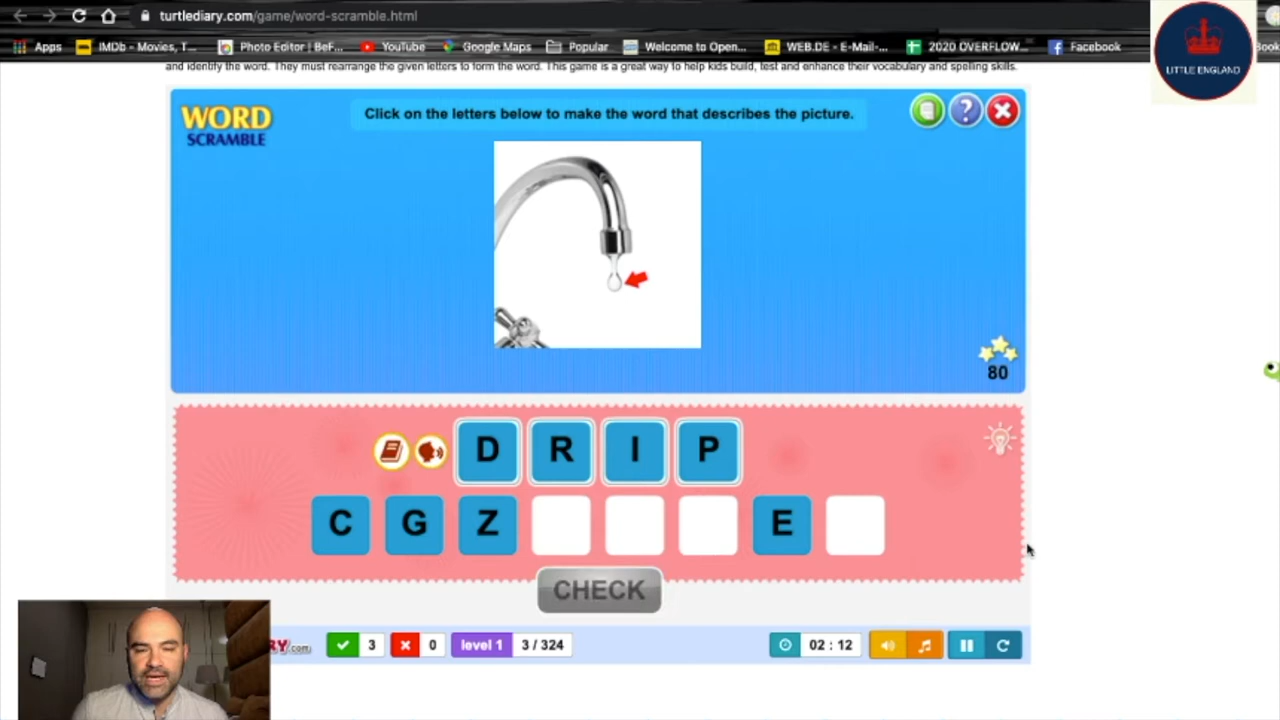 turtlediary.com/game/word-scramble.html
Apps IMDb - Movies, T... Photo Editor | BeF... YouTube Google Maps Popular Welcome to Open... WEB.DE - E-Mail-... 2020 OVERFLOW... Facebook Book
LITTLE ENGLAND
and identify the word. They must rearrange the given letters to form the word. This game is a great way to help kids build, test and enhance their vocabulary and spelling skills.
WORD
SCRAMBLE
Click on the letters below to make the word that describes the picture.
?
80
D R I P
C G Z E
CHECK
RY.com 3 0 level 1 3 / 324 02 : 12